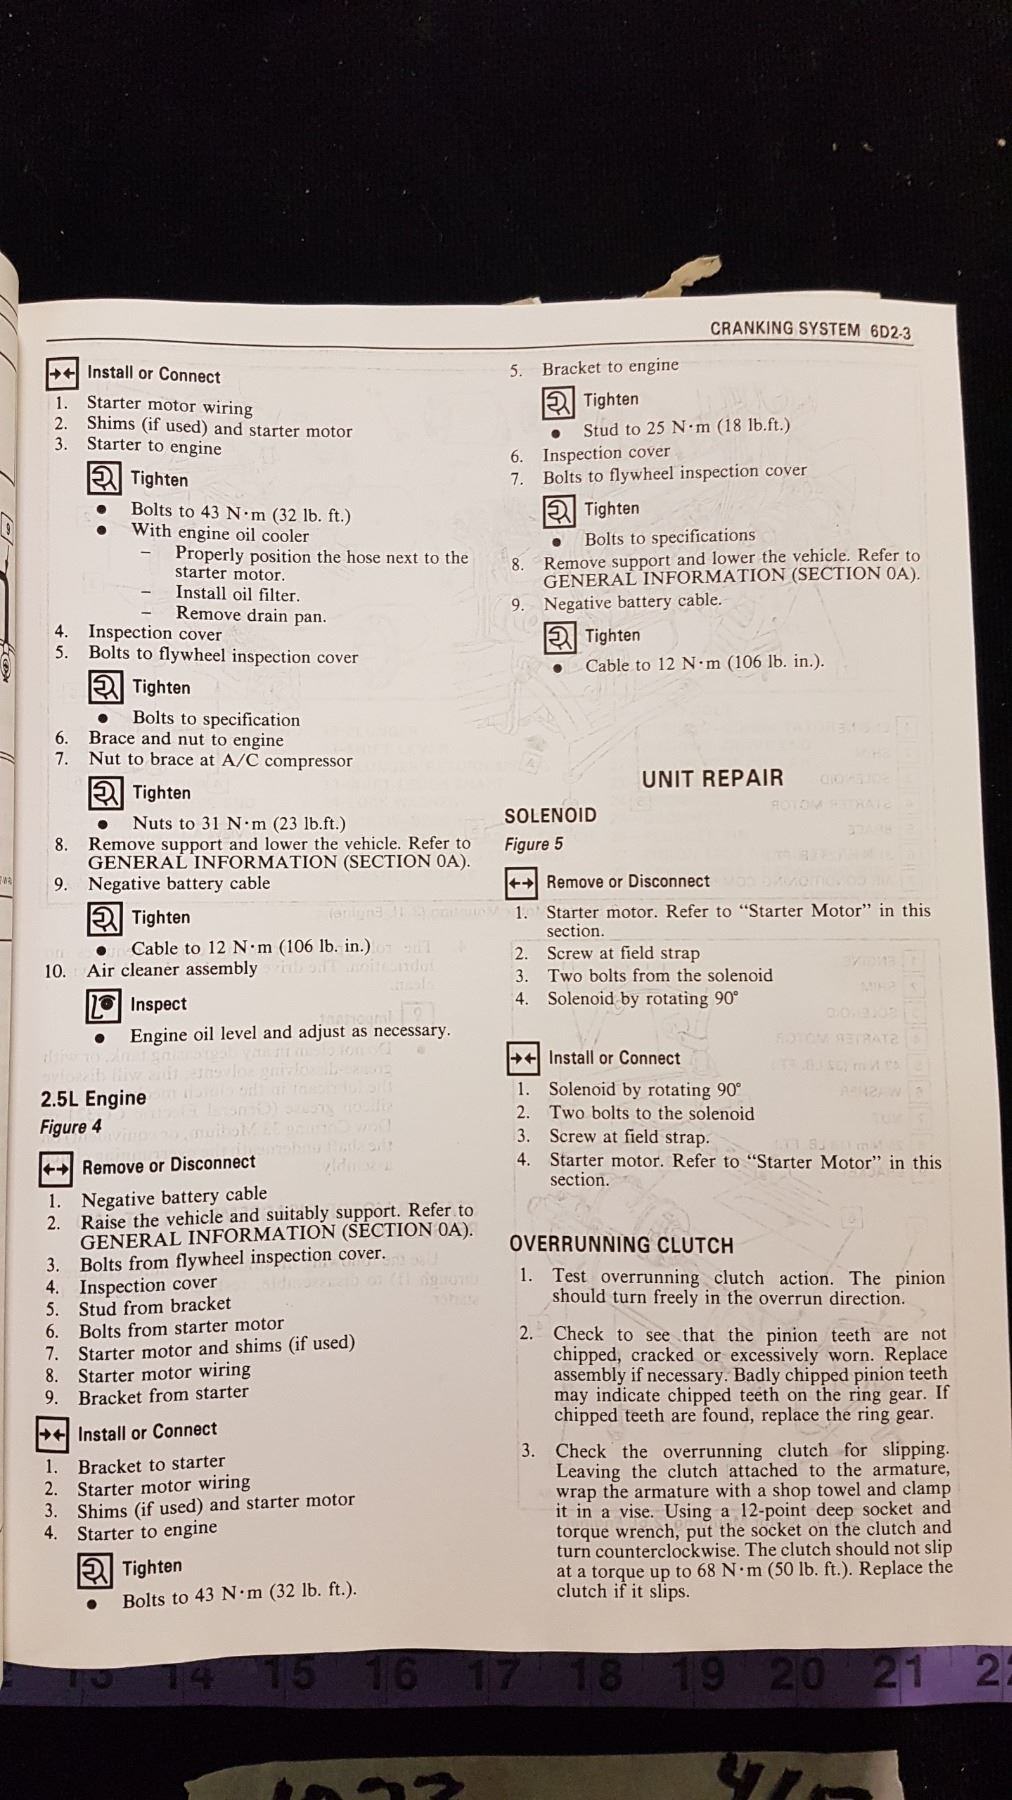 CRANKING SYSTEM 6D2-3
Install or Connect
1. Starter motor wiring
2. Shims (if used) and starter motor
3. Starter to engine
Tighten
• Bolts to 43 N·m (32 lb. ft.)
• With engine oil cooler
– Properly position the hose next to the
starter motor.
– Install oil filter.
– Remove drain pan.
4. Inspection cover
5. Bolts to flywheel inspection cover
Tighten
• Bolts to specification
6. Brace and nut to engine
7. Nut to brace at A/C compressor
Tighten
• Nuts to 31 N·m (23 lb.ft.)
8. Remove support and lower the vehicle. Refer to
GENERAL INFORMATION (SECTION 0A).
9. Negative battery cable
Tighten
• Cable to 12 N·m (106 lb. in.)
10. Air cleaner assembly
Inspect
• Engine oil level and adjust as necessary.
2.5L Engine
Figure 4
Remove or Disconnect
1. Negative battery cable
2. Raise the vehicle and suitably support. Refer to
GENERAL INFORMATION (SECTION 0A).
3. Bolts from flywheel inspection cover.
4. Inspection cover
5. Stud from bracket
6. Bolts from starter motor
7. Starter motor and shims (if used)
8. Starter motor wiring
9. Bracket from starter
Install or Connect
1. Bracket to starter
2. Starter motor wiring
3. Shims (if used) and starter motor
4. Starter to engine
Tighten
• Bolts to 43 N·m (32 lb. ft.).
5. Bracket to engine
Tighten
• Stud to 25 N·m (18 lb.ft.)
6. Inspection cover
7. Bolts to flywheel inspection cover
Tighten
• Bolts to specifications
8. Remove support and lower the vehicle. Refer to
GENERAL INFORMATION (SECTION 0A).
9. Negative battery cable.
Tighten
• Cable to 12 N·m (106 lb. in.).
UNIT REPAIR
SOLENOID
Figure 5
Remove or Disconnect
1. Starter motor. Refer to “Starter Motor” in this
section.
2. Screw at field strap
3. Two bolts from the solenoid
4. Solenoid by rotating 90°
Install or Connect
1. Solenoid by rotating 90°
2. Two bolts to the solenoid
3. Screw at field strap.
4. Starter motor. Refer to “Starter Motor” in this
section.
OVERRUNNING CLUTCH
1. Test overrunning clutch action. The pinion
should turn freely in the overrun direction.
2. Check to see that the pinion teeth are not
chipped, cracked or excessively worn. Replace
assembly if necessary. Badly chipped pinion teeth
may indicate chipped teeth on the ring gear. If
chipped teeth are found, replace the ring gear.
3. Check the overrunning clutch for slipping.
Leaving the clutch attached to the armature,
wrap the armature with a shop towel and clamp
it in a vise. Using a 12-point deep socket and
torque wrench, put the socket on the clutch and
turn counterclockwise. The clutch should not slip
at a torque up to 68 N·m (50 lb. ft.). Replace the
clutch if it slips.
13 14 15 16 17 18 19 20 21